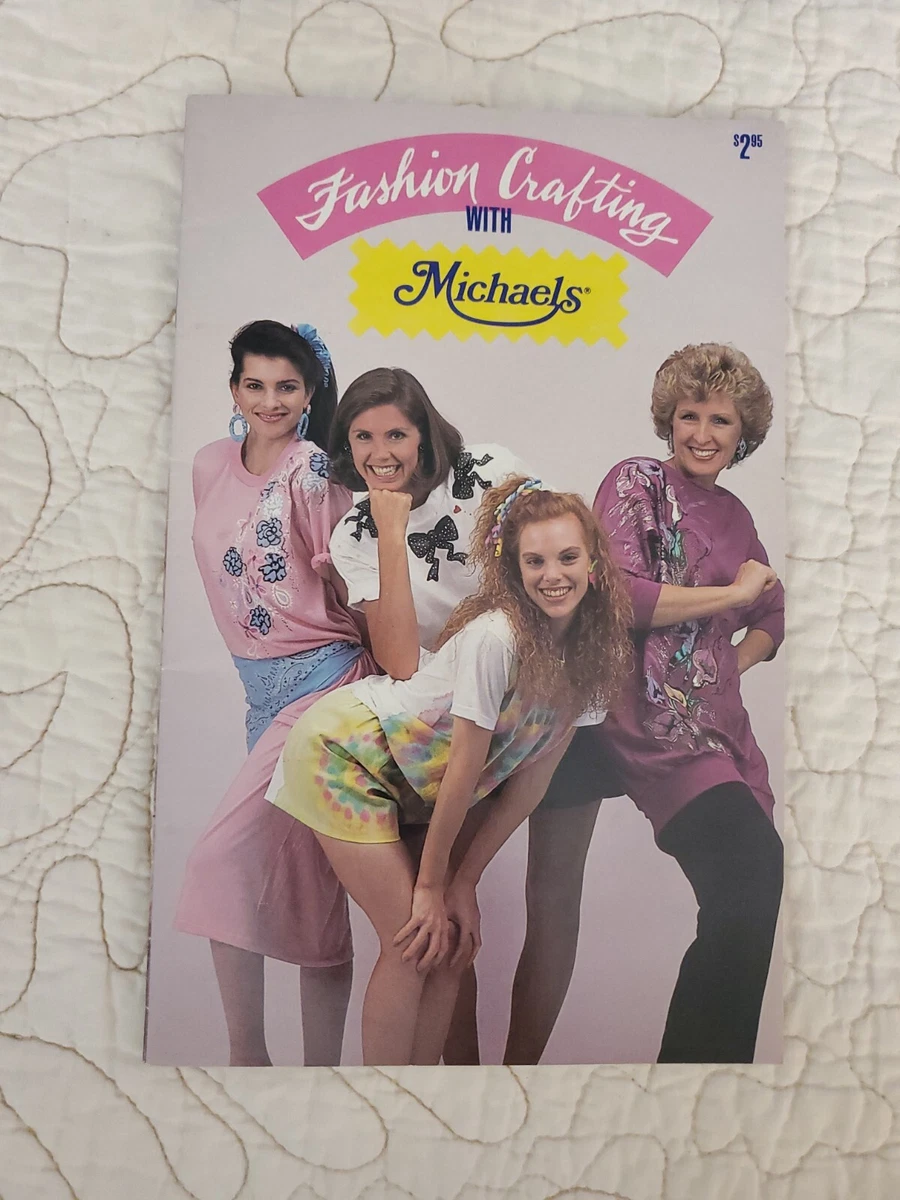 $2.95
Fashion Crafting
WITH
Michaels®